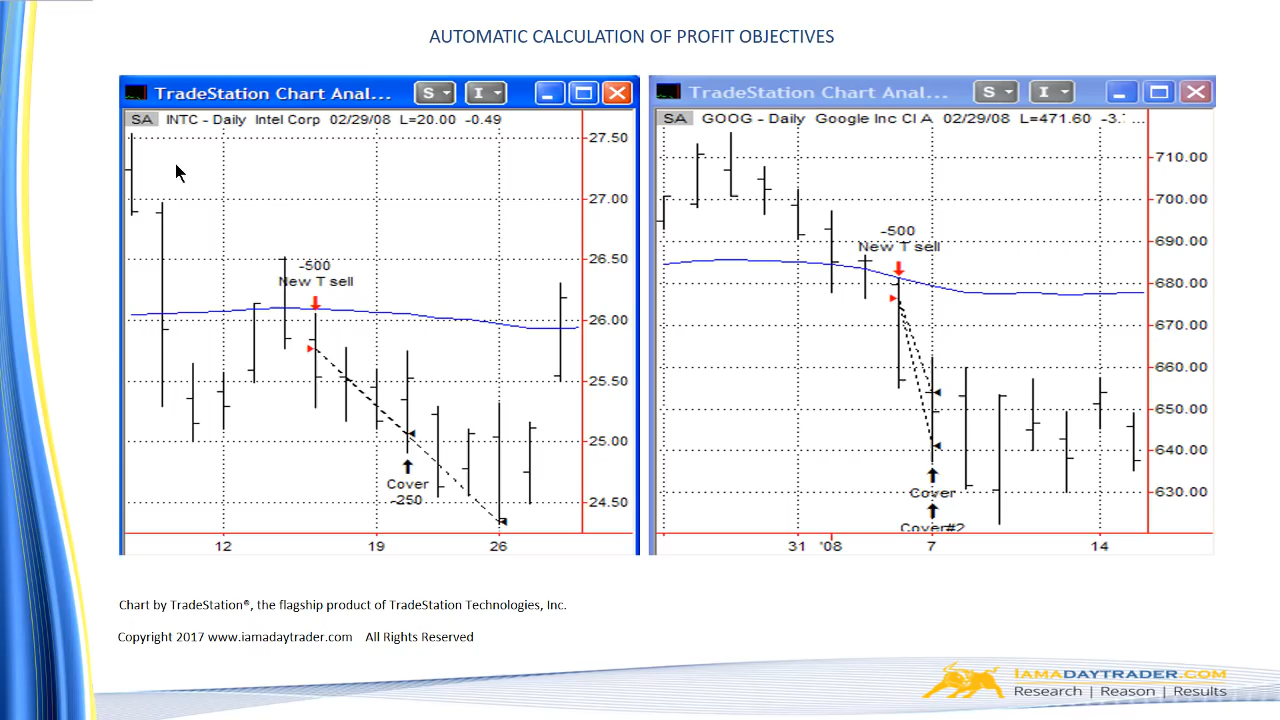 AUTOMATIC CALCULATION OF PROFIT OBJECTIVES
TradeStation Chart Anal...
S
I
SA INTC - Daily Intel Corp 02/29/08 L=20.00 -0.49
27.50
27.00
26.50
26.00
25.50
25.00
24.50
-500
New T sell
Cover
-250
12 19 26
TradeStation Chart Anal...
S
I
SA GOOG - Daily Google Inc Cl A 02/29/08 L=471.60 -3. ...
710.00
700.00
690.00
680.00
670.00
660.00
650.00
640.00
630.00
-500
New T sell
Cover
Cover#2
31 '08 7 14
Chart by TradeStation®, the flagship product of TradeStation Technologies, Inc.
Copyright 2017 www.iamadaytrader.com All Rights Reserved
IAMADAYTRADER.COM
Research | Reason | Results